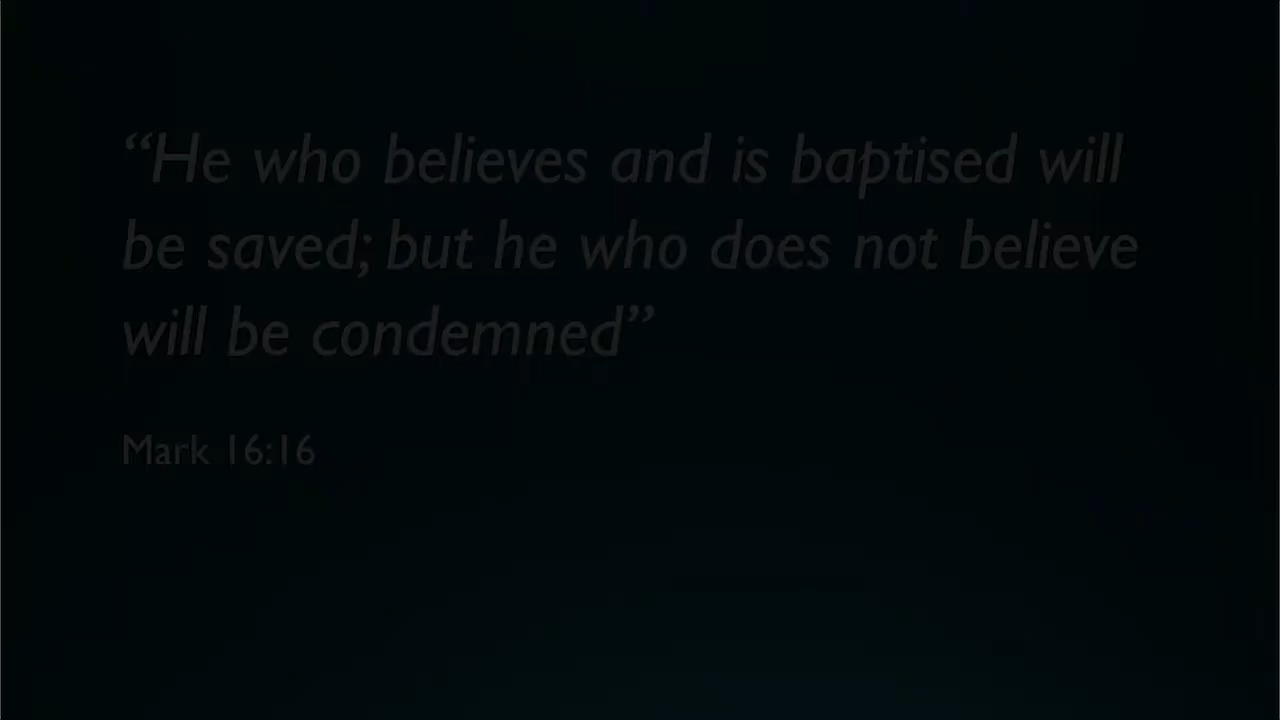 “He who believes and is baptised will
be saved; but he who does not believe
will be condemned”
Mark 16:16